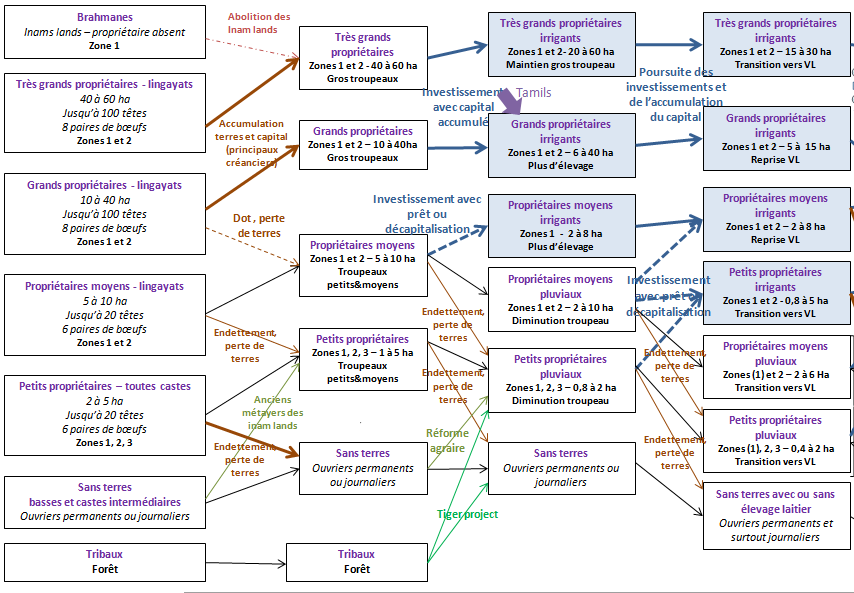 Brahmanes
Inams lands – propriétaire absent
Zone 1
Très grands propriétaires - lingayats
40 à 60 ha
Jusqu'à 100 têtes
8 paires de bœufs
Zones 1 et 2
Grands propriétaires - lingayats
10 à 40 ha
Jusqu'à 100 têtes
8 paires de bœufs
Zones 1 et 2
Propriétaires moyens - lingayats
5 à 10 ha
Jusqu'à 20 têtes
6 paires de bœufs
Zones 1 et 2
Petits propriétaires – toutes castes
2 à 5 ha
Jusqu'à 20 têtes
6 paires de bœufs
Zones 1, 2, 3
Sans terres
basses et castes intermédiaires
Ouvriers permanents ou journaliers
Tribaux
Forêt
Abolition des
Inam lands
Accumulation
terres et capital
(principaux
créanciers)
Dot, perte
de terres
Endettement,
perte de
terres
Anciens
métayers des
inam lands
Endettement,
perte de
terres
Très grands
propriétaires
Zones 1 et 2 - 40 à 60 ha
Gros troupeaux
Grands propriétaires
Zones 1 et 2 – 10 à 40ha
Gros troupeaux
Propriétaires moyens
Zones 1 et 2 – 5 à 10 ha
Troupeaux
petits&moyens
Petits propriétaires
Zones 1, 2, 3 – 1 à 5 ha
Troupeaux
petits&moyens
Sans terres
Ouvriers permanents
ou journaliers
Tribaux
Forêt
Investissement
avec capital
accumulé
Tamils
Investissement avec
prêt ou
décapitalisation
Endettement,
perte de
terres
Endettement,
perte de
terres
Réforme
agraire
Tiger project
Très grands propriétaires
irrigants
Zones 1 et 2- 20 à 60 ha
Maintien gros troupeau
Grands propriétaires
irrigants
Zones 1 et 2 – 6 à 40 ha
Plus d'élevage
Propriétaires moyens
irrigants
Zones 1 - 2 à 8 ha
Plus d'élevage
Propriétaires moyens
pluviaux
Zones 1 et 2 – 2 à 10 ha
Diminution troupeau
Petits propriétaires
pluviaux
Zones 1, 2, 3 – 0,8 à 2 ha
Diminution troupeau
Sans terres
Ouvriers permanents ou
journaliers
Poursuite des
investissements et
de l'accumulation
du capital
Investissement
avec prêt ou
décapitalisation
Endettement,
perte de
terres
Endettement,
perte de
terres
Très grands propriétaires
irrigants
Zones 1 et 2 – 15 à 30 ha
Transition vers VL
Grands propriétaires
irrigants
Zones 1 et 2 – 5 à 15 ha
Reprise VL
Propriétaires moyens
irrigants
Zones 1 et 2 – 2 à 8 ha
Reprise VL
Petits propriétaires
irrigants
Zones 1 et 2 - 0,8 à 5 ha
Transition vers VL
Propriétaires moyens
pluviaux
Zones (1) et 2 – 2 à 6 ha
Transition vers VL
Petits propriétaires
pluviaux
Zones (1), 2, 3 – 0,4 à 2 ha
Transition vers VL
Sans terres avec ou sans
élevage laitier
Ouvriers permanents et
surtout journaliers